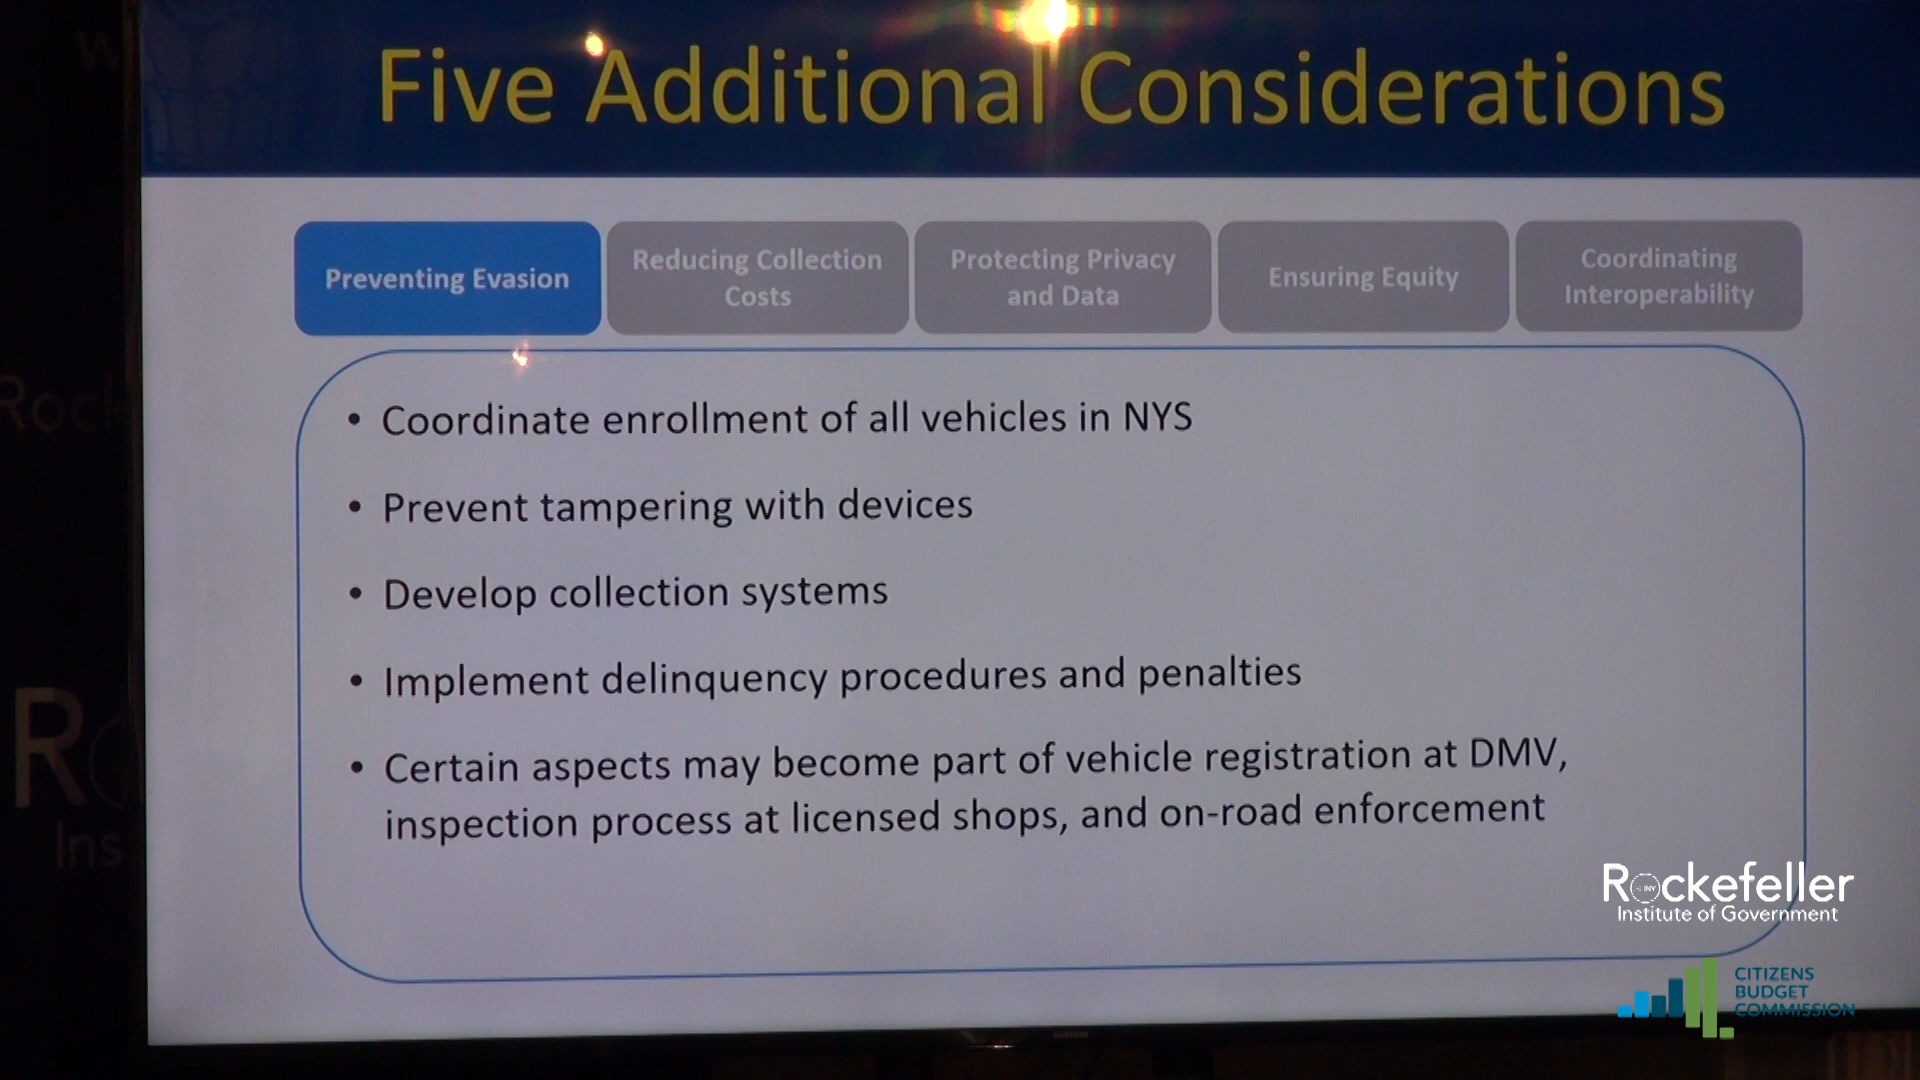 Five Additional Considerations
Preventing Evasion
Reducing Collection
Costs
Protecting Privacy
and Data
Ensuring Equity
Coordinating
Interoperability
• Coordinate enrollment of all vehicles in NYS
• Prevent tampering with devices
• Develop collection systems
• Implement delinquency procedures and penalties
• Certain aspects may become part of vehicle registration at DMV,
inspection process at licensed shops, and on-road enforcement
Rockefeller
Institute of Government
CITIZENS
BUDGET
COMMISSION
SAMSUNG